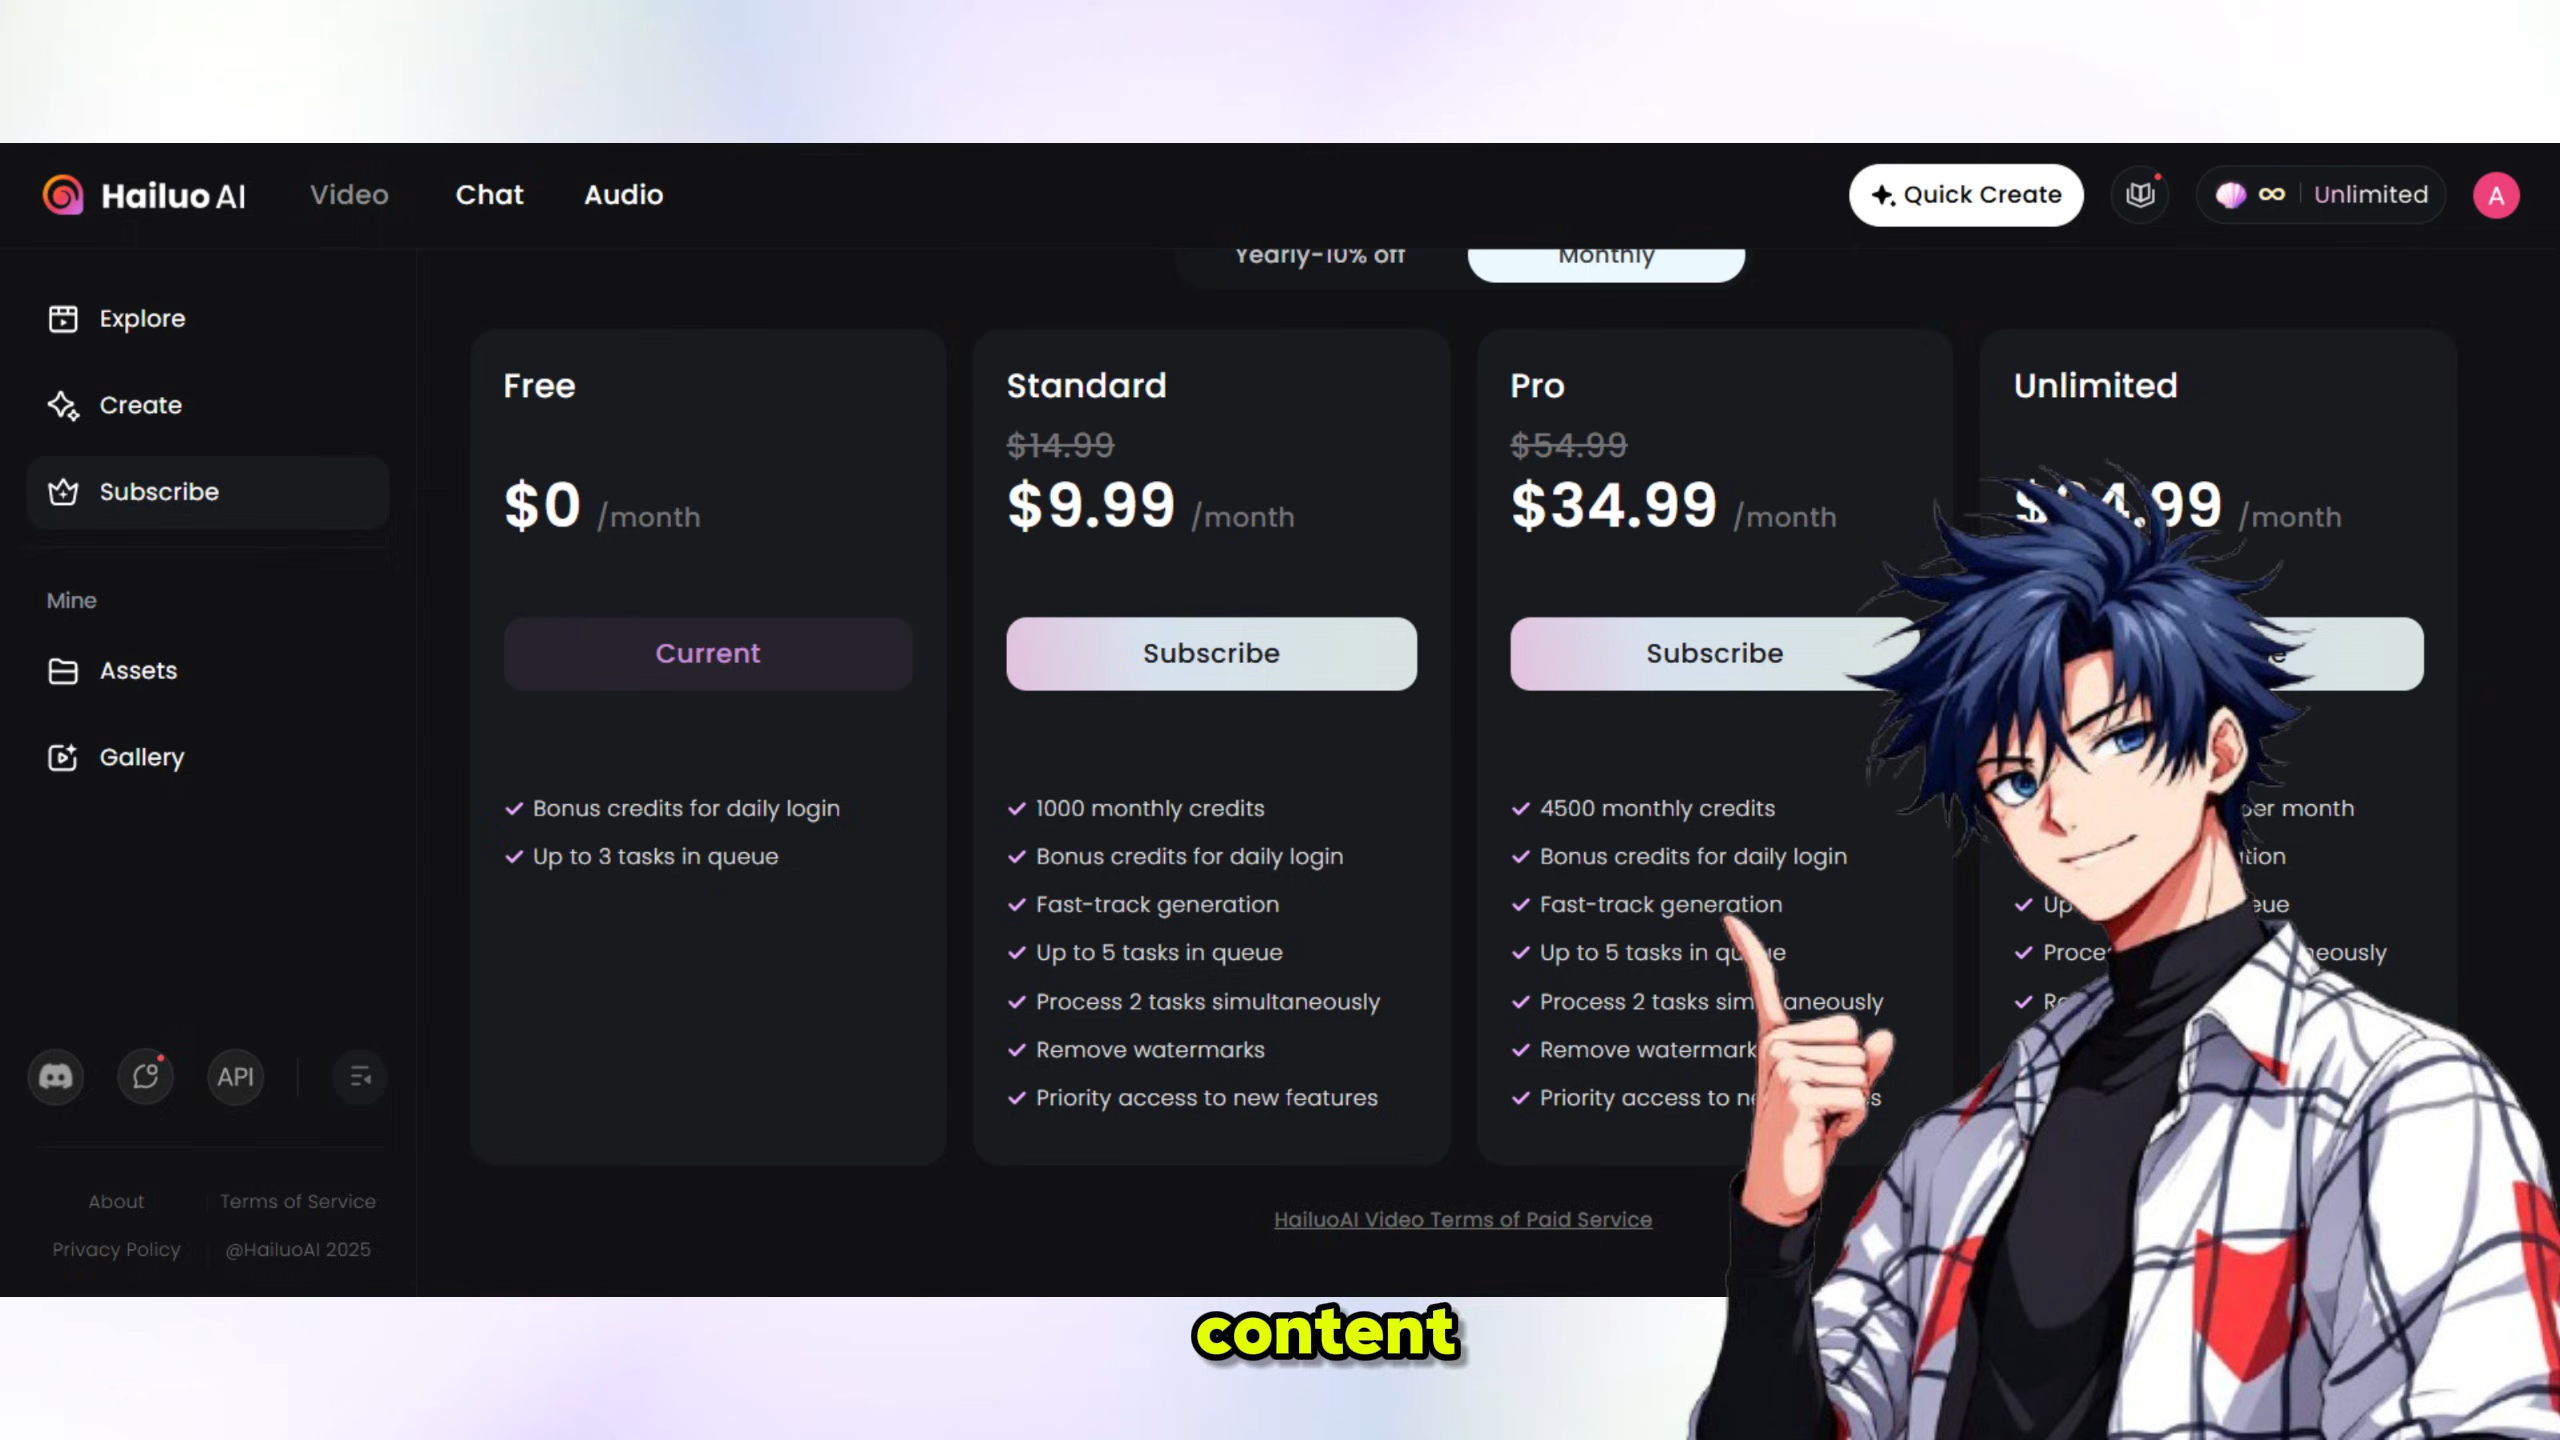 Hailuo AI
Video
Chat
Audio
Quick Create
Unlimited
A
Yearly-10% off
Monthly
Explore
Create
Subscribe
Mine
Assets
Gallery
API
About
Terms of Service
Privacy Policy
@HailuoAI 2025
Free
$0 /month
Current
Bonus credits for daily login
Up to 3 tasks in queue
Standard
$14.99
$9.99 /month
Subscribe
1000 monthly credits
Bonus credits for daily login
Fast-track generation
Up to 5 tasks in queue
Process 2 tasks simultaneously
Remove watermarks
Priority access to new features
Pro
$54.99
$34.99 /month
Subscribe
4500 monthly credits
Bonus credits for daily login
Fast-track generation
Up to 5 tasks in queue
Process 2 tasks simultaneously
Remove watermark
Priority access to
Unlimited
/month
per month
Up
HailuoAI Video Terms of Paid Service
content